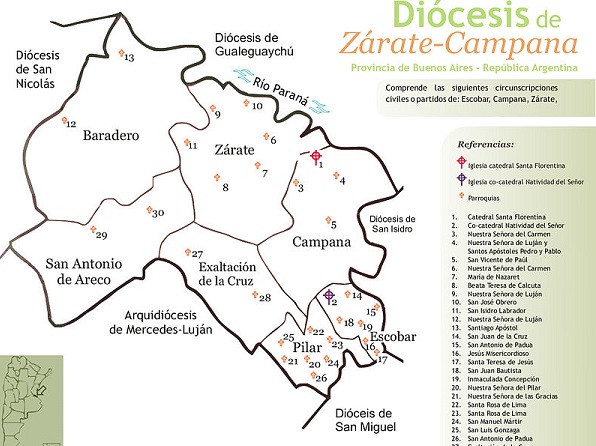 Diócesis de
Zárate-Campana
Provincia de Buenos Aires - República Argentina
Comprende las siguientes circunscripciones
civiles o partidos de: Escobar, Campana, Zárate,
Diócesis
de San
Nicolás
Diócesis de
Gualeguaychú
Río Paraná
13
12
Baradero
9
10
11
Zárate
6
7
8
1
3
4
5
Campana
Diócesis de
San Isidro
30
29
San Antonio
de Areco
27
Exaltación
de la Cruz
28
Arquidiócesis
de Mercedes-Luján
2
14
15
18
19
Escobar
16
17
22
25
Pilar
23
21
20
24
26
Dióceis de
San Miguel
Referencias:
Iglesia catedral Santa Florentina
Iglesia co-catedral Natividad del Señor
Parroquias
1. Catedral Santa Florentina
2. Co-catedral Natividad del Señor
3. Nuestra Señora del Carmen
4. Nuestra Señora de Luján y
Santos Apóstoles Pedro y Pablo
5. San Vicente de Paúl
6. Nuestra Señora del Carmen
7. María de Nazaret
8. Beata Teresa de Calcuta
9. Nuestra Señora de Luján
10. San José Obrero
11. San Isidro Labrador
12. Nuestra Señora de Luján
13. Santiago Apóstol
14. San Juan de la Cruz
15. San Antonio de Padua
16. Jesús Misericordioso
17. Santa Teresa de Jesús
18. San Juan Bautista
19. Inmaculada Concepción
20. Nuestra Señora del Pilar
21. Nuestra Señora de las Gracias
22. Santa Rosa de Lima
23. Santa Rosa de Lima
24. San Manuel Mártir
25. San Luis Gonzaga
26. San Antonio de Padua